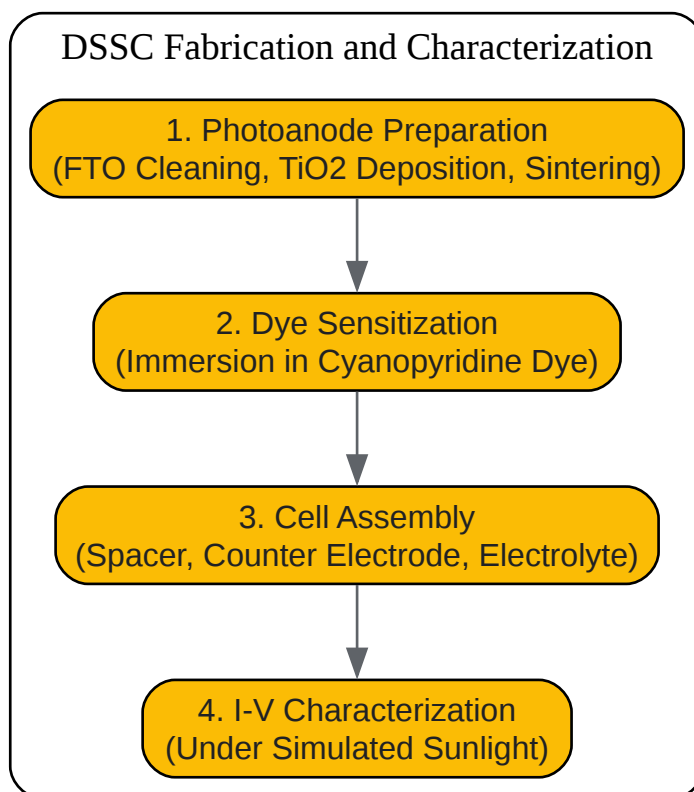 DSSC Fabrication and Characterization
1. Photoanode Preparation
(FTO Cleaning, TiO2 Deposition, Sintering)
2. Dye Sensitization
(Immersion in Cyanopyridine Dye)
3. Cell Assembly
(Spacer, Counter Electrode, Electrolyte)
4. I-V Characterization
(Under Simulated Sunlight)